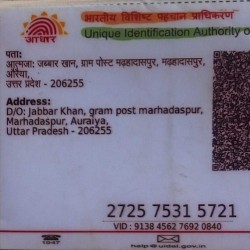 भारतीय विशिष्ट पहचान प्राधिकरण
Unique Identification Authority o
आधार
पता:
आत्मजा: जब्बार खान, ग्राम पोस्ट मढ़हादासपुर, मढ़हादासपुर,
औरैया,
उत्तर प्रदेश - 206255
Address:
D/O: Jabbar Khan, gram post marhadaspur,
Marhadaspur, Auraiya,
Uttar Pradesh - 206255
2725 7531 5721
VID : 9138 4562 7692 0840
1947
help@uidai.gov.in